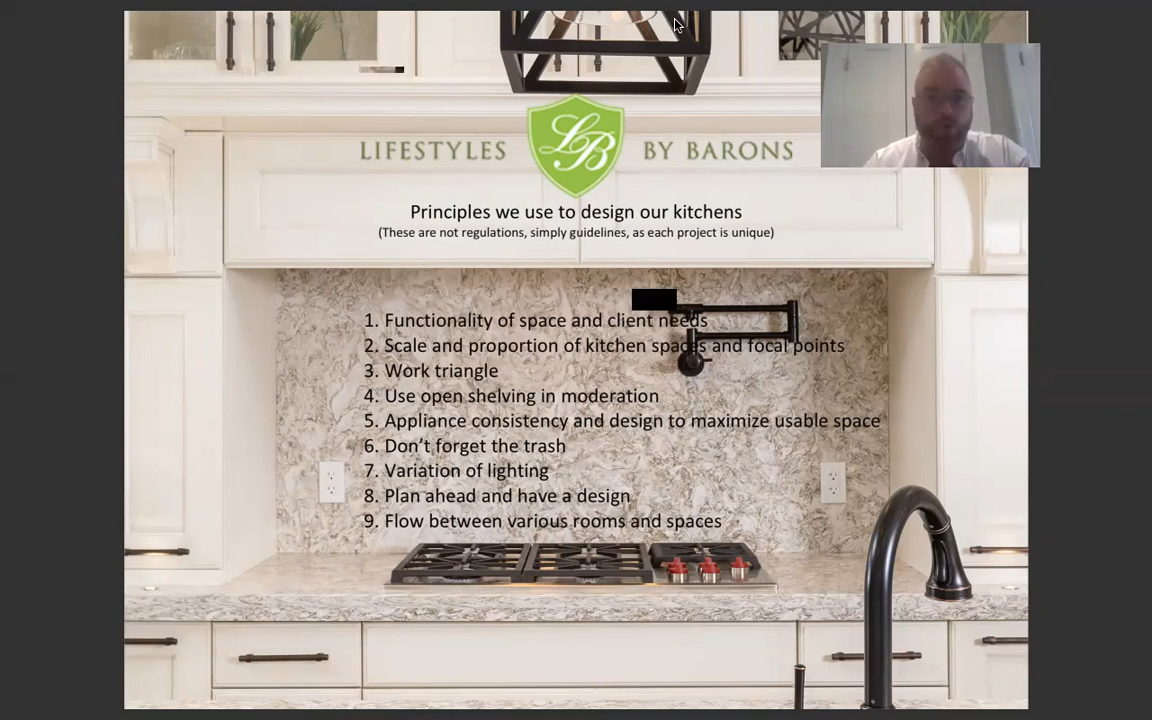 LIFESTYLES LB BY BARONS
Principles we use to design our kitchens
(These are not regulations, simply guidelines, as each project is unique)
1. Functionality of space and client needs
2. Scale and proportion of kitchen spaces and focal points
3. Work triangle
4. Use open shelving in moderation
5. Appliance consistency and design to maximize usable space
6. Don’t forget the trash
7. Variation of lighting
8. Plan ahead and have a design
9. Flow between various rooms and spaces